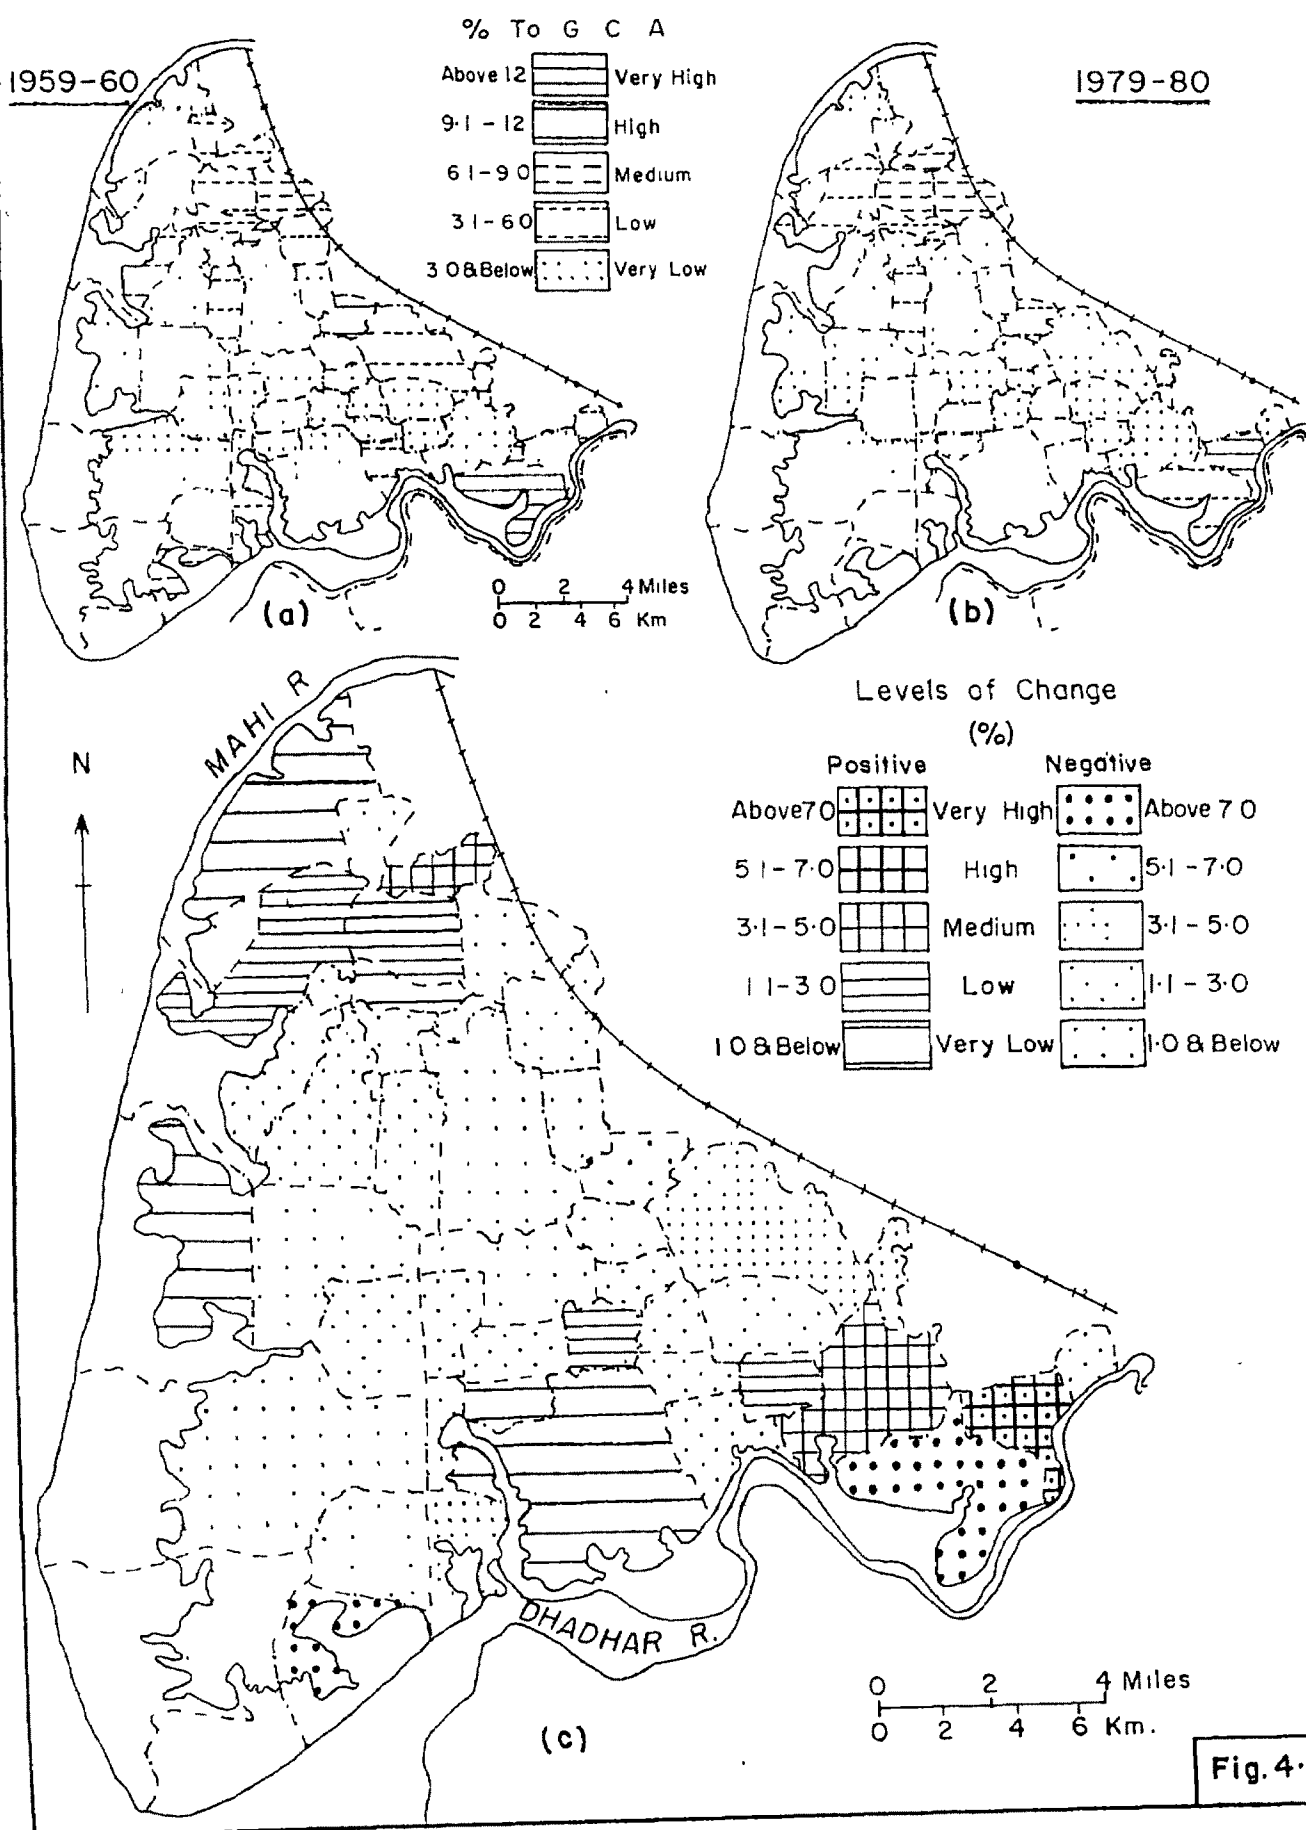 % To G C A
1959-60
1979-80
Above 12 Very High
9·1 - 12 High
6 1 - 9 0 Medium
3 1 - 6 0 Low
3 0 & Below Very Low
0 2 4 Miles
0 2 4 6 Km
(a)
(b)
MAHI R
N
Levels of Change
(%)
Positive Negative
Above 7 0 Very High Above 7 0
5 1 - 7·0 High 5·1 - 7·0
3·1 - 5·0 Medium 3·1 - 5·0
1 1 - 3 0 Low 1·1 - 3·0
1 0 & Below Very Low 1·0 & Below
DHADHAR R.
0 2 4 Miles
0 2 4 6 Km.
(c)
Fig. 4·